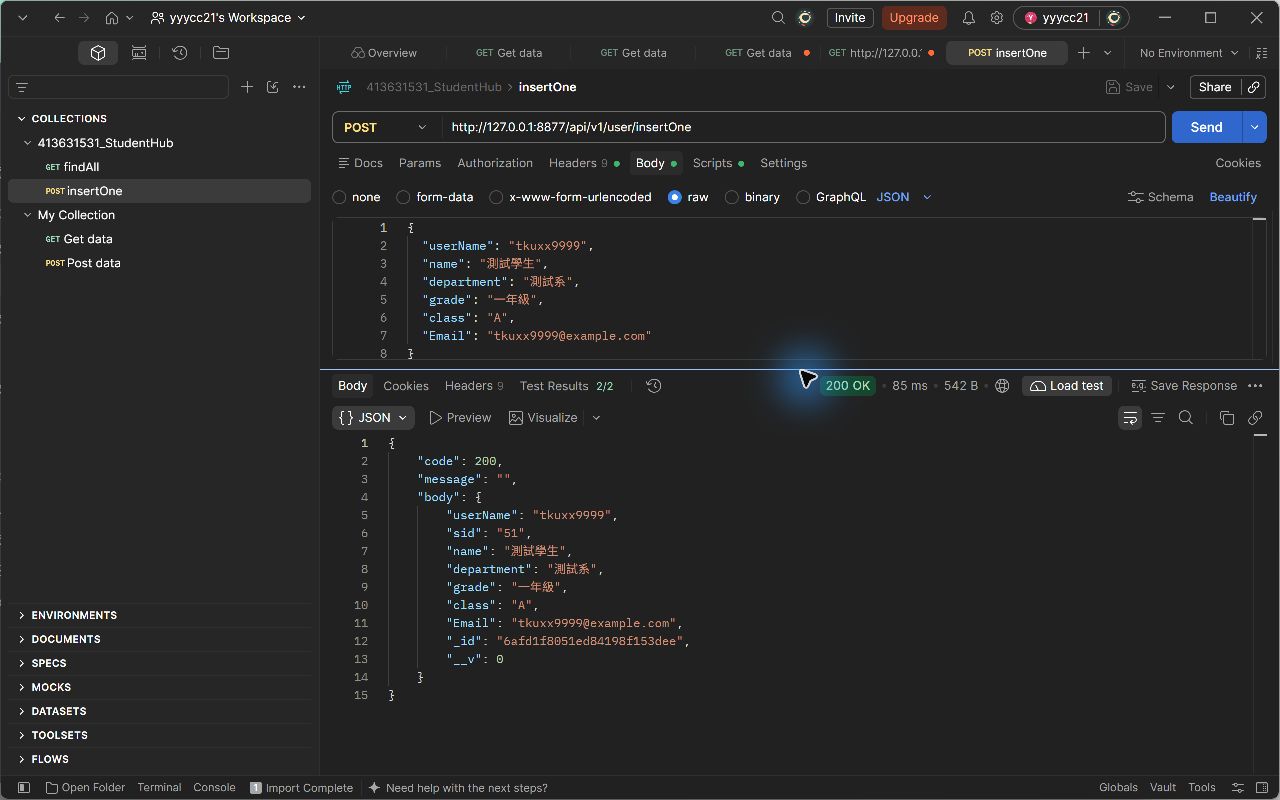 yyycc21's Workspace
Invite
Upgrade
yyycc21
Overview
GET Get data
GET Get data
GET Get data
GET http://127.0.0.'
POST insertOne
No Environment
413631531_StudentHub > insertOne
Save
Share
COLLECTIONS
413631531_StudentHub
GET findAll
POST insertOne
My Collection
GET Get data
POST Post data
ENVIRONMENTS
DOCUMENTS
SPECS
MOCKS
DATASETS
TOOLSETS
FLOWS
POST
http://127.0.0.1:8877/api/v1/user/insertOne
Send
Docs
Params
Authorization
Headers 9
Body
Scripts
Settings
Cookies
none
form-data
x-www-form-urlencoded
raw
binary
GraphQL
JSON
Schema
Beautify
1 {
2 "userName": "tkuxx9999",
3 "name": "測試學生",
4 "department": "測試系",
5 "grade": "一年級",
6 "class": "A",
7 "Email": "tkuxx9999@example.com"
8 }
Body
Cookies
Headers 9
Test Results 2/2
200 OK • 85 ms • 542 B
Load test
e.g. Save Response
{} JSON
Preview
Visualize
1 {
2 "code": 200,
3 "message": "",
4 "body": {
5 "userName": "tkuxx9999",
6 "sid": "51",
7 "name": "測試學生",
8 "department": "測試系",
9 "grade": "一年級",
10 "class": "A",
11 "Email": "tkuxx9999@example.com",
12 "_id": "6afd1f8051ed84198f153dee",
13 "__v": 0
14 }
15 }
Open Folder
Terminal
Console
1 Import Complete
Need help with the next steps?
Globals
Vault
Tools